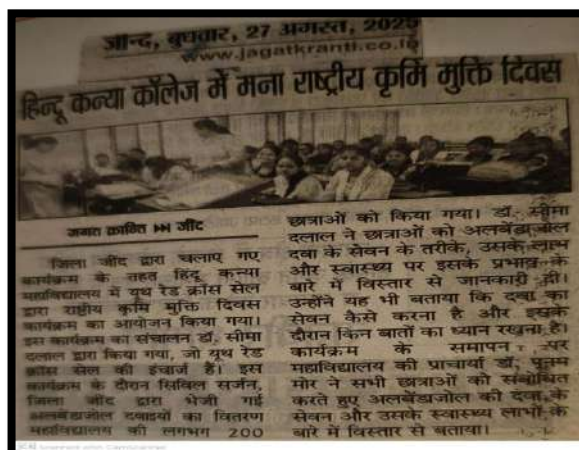 जीन्द, बुधवार, 27 अगस्त, 2025
www.jagatkranti.co.in
हिन्दू कन्या कॉलेज में मना राष्ट्रीय कृमि मुक्ति दिवस
जगत क्रान्ति ▶▶ जींद
जिला जींद द्वारा चलाए गए
कार्यक्रम के तहत हिंदू कन्या
महाविद्यालय में यूथ रेड क्रॉस सेल
द्वारा राष्ट्रीय कृमि मुक्ति दिवस
कार्यक्रम का आयोजन किया गया।
इस कार्यक्रम का संचालन डॉ. सीमा
दलाल द्वारा किया गया, जो यूथ रेड
क्रॉस सेल की इंचार्ज हैं। इस
कार्यक्रम के दौरान सिविल सर्जन,
जिला जींद द्वारा भेजी गई
अलबेंडाजोल दवाइयों का वितरण
महाविद्यालय की लगभग 200
छात्राओं को किया गया। डॉ. सीमा
दलाल ने छात्राओं को अलबेंडाजोल
दवा के सेवन के तरीके, उसके लाभ
और स्वास्थ्य पर इसके प्रभाव के
बारे में विस्तार से जानकारी दी।
उन्होंने यह भी बताया कि दवा का
सेवन कैसे करना है और इसके
दौरान किन बातों का ध्यान रखना है।
कार्यक्रम के समापन पर
महाविद्यालय की प्राचार्या डॉ. पूनम
मोर ने सभी छात्राओं को संबोधित
करते हुए अलबेंडाजोल की दवा के
सेवन और उसके स्वास्थ्य लाभों के
बारे में विस्तार से बताया।